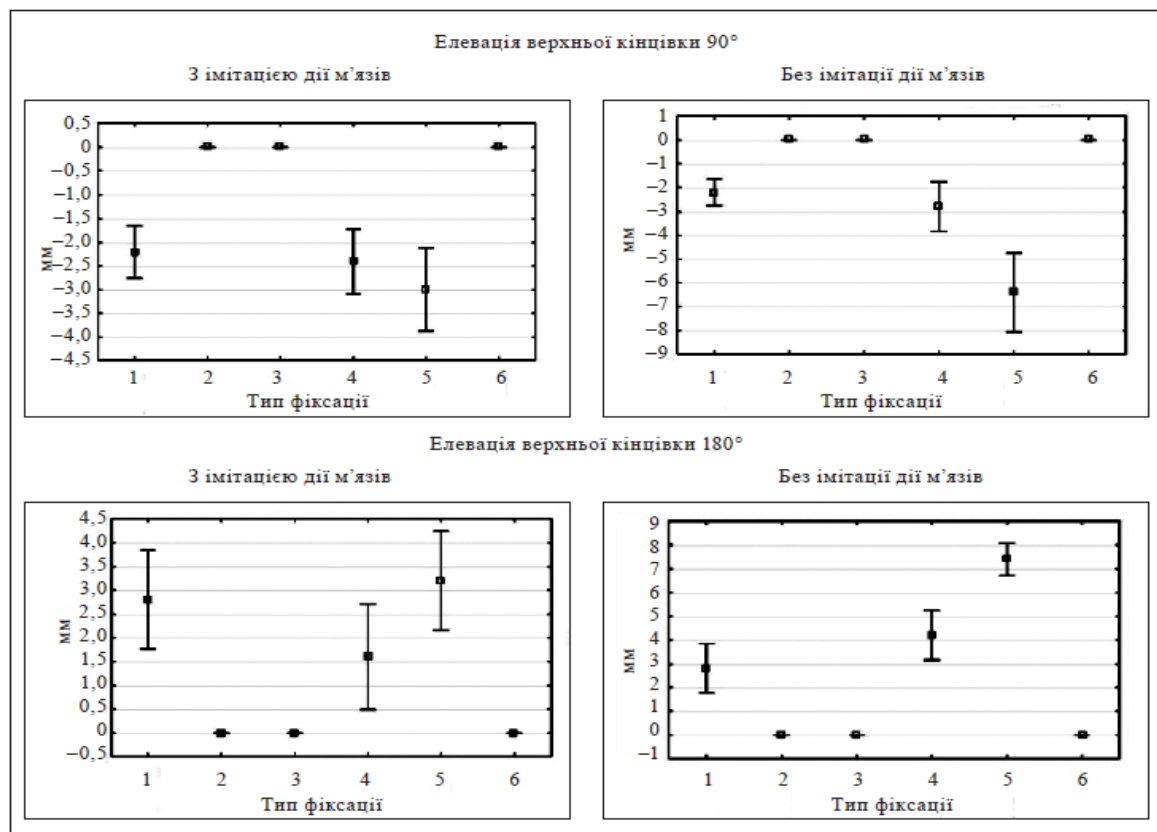 Елевація верхньої кінцівки 90°
З імітацією дії м’язів
Без імітації дії м’язів
0,5
0
−0,5
−1,0
−1,5
−2,0
−2,5
−3,0
−3,5
−4,0
−4,5
мм
1 2 3 4 5 6
Тип фіксації
1
0
−1
−2
−3
−4
−5
−6
−7
−8
−9
мм
1 2 3 4 5 6
Тип фіксації
Елевація верхньої кінцівки 180°
З імітацією дії м’язів
Без імітації дії м’язів
4,5
4,0
3,5
3,0
2,5
2,0
1,5
1,0
0,5
0
−0,5
мм
1 2 3 4 5 6
Тип фіксації
9
8
7
6
5
4
3
2
1
0
−1
мм
1 2 3 4 5 6
Тип фіксації